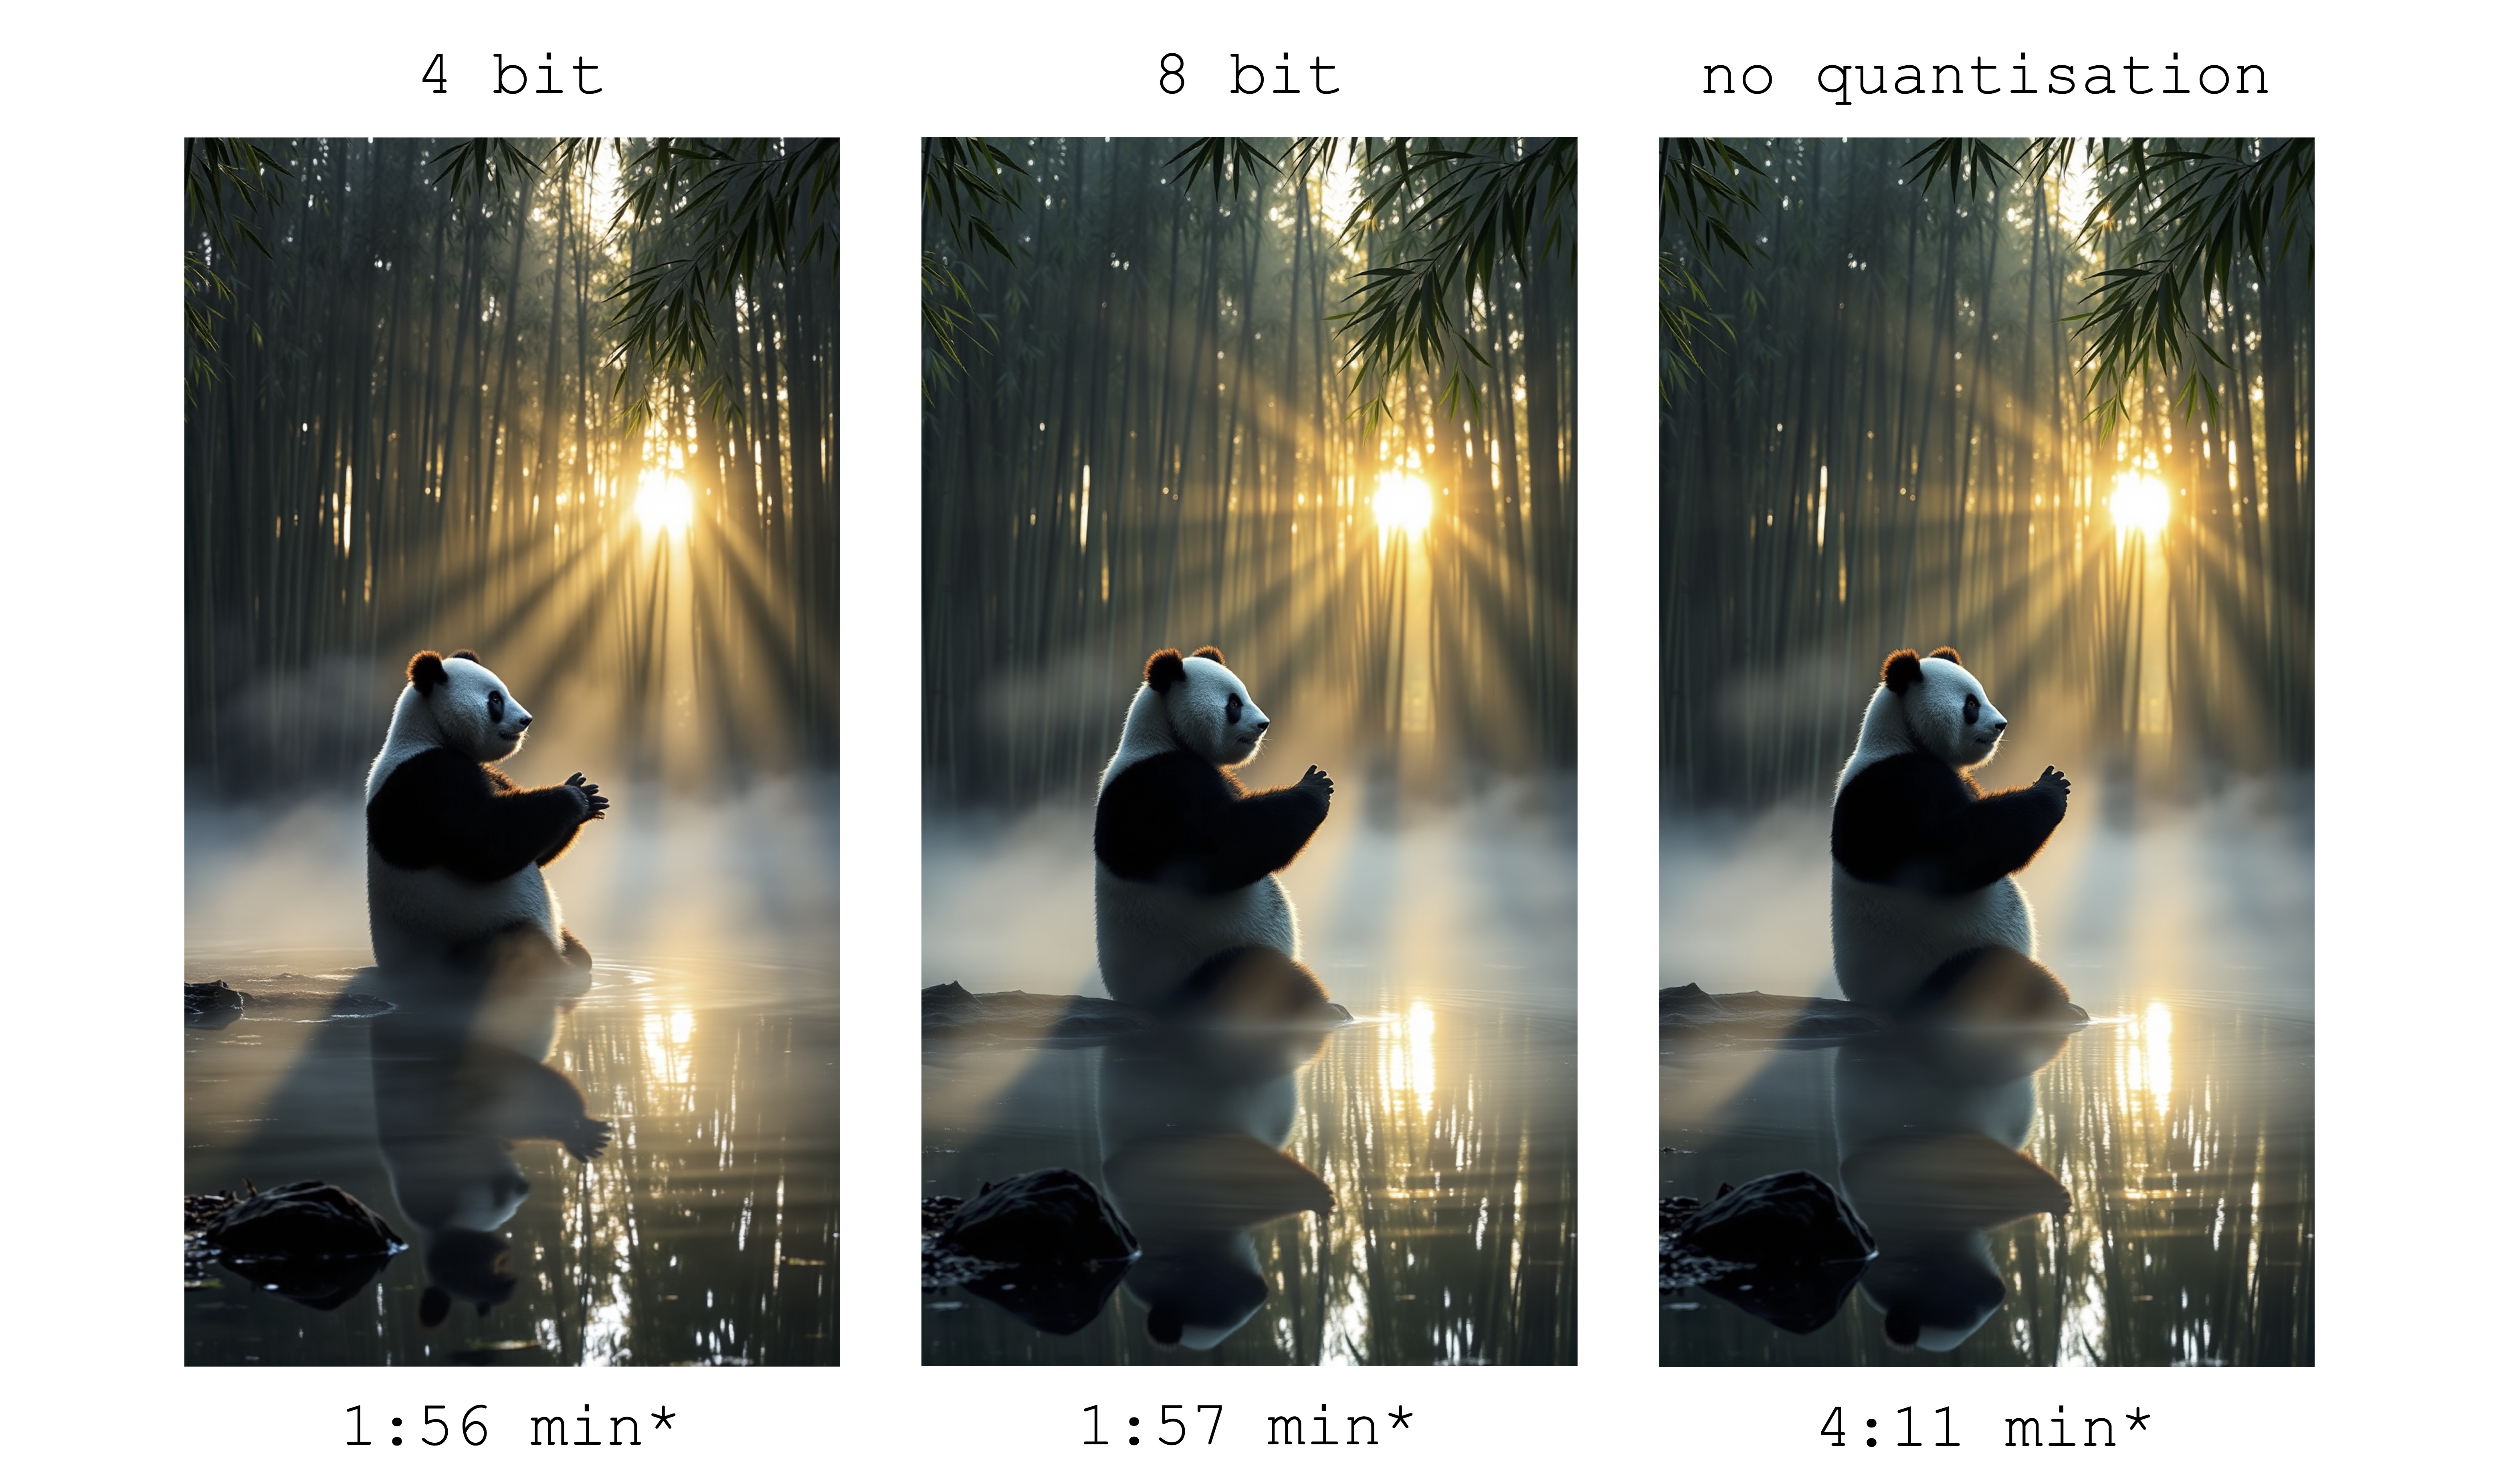 4 bit
8 bit
no quantisation
1:56 min*
1:57 min*
4:11 min*